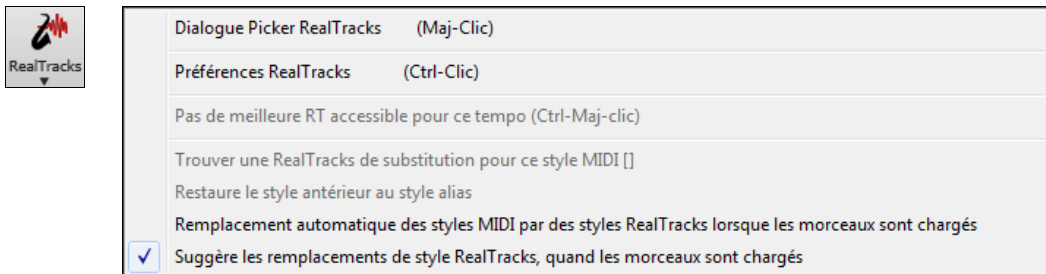 RealTracks
Dialogue Picker RealTracks (Maj-Clic)
Préférences RealTracks (Ctrl-Clic)
Pas de meilleure RT accessible pour ce tempo (Ctrl-Maj-clic)
Trouver une RealTracks de substitution pour ce style MIDI []
Restaure le style antérieur au style alias
Remplacement automatique des styles MIDI par des styles RealTracks lorsque les morceaux sont chargés
Suggère les remplacements de style RealTracks, quand les morceaux sont chargés